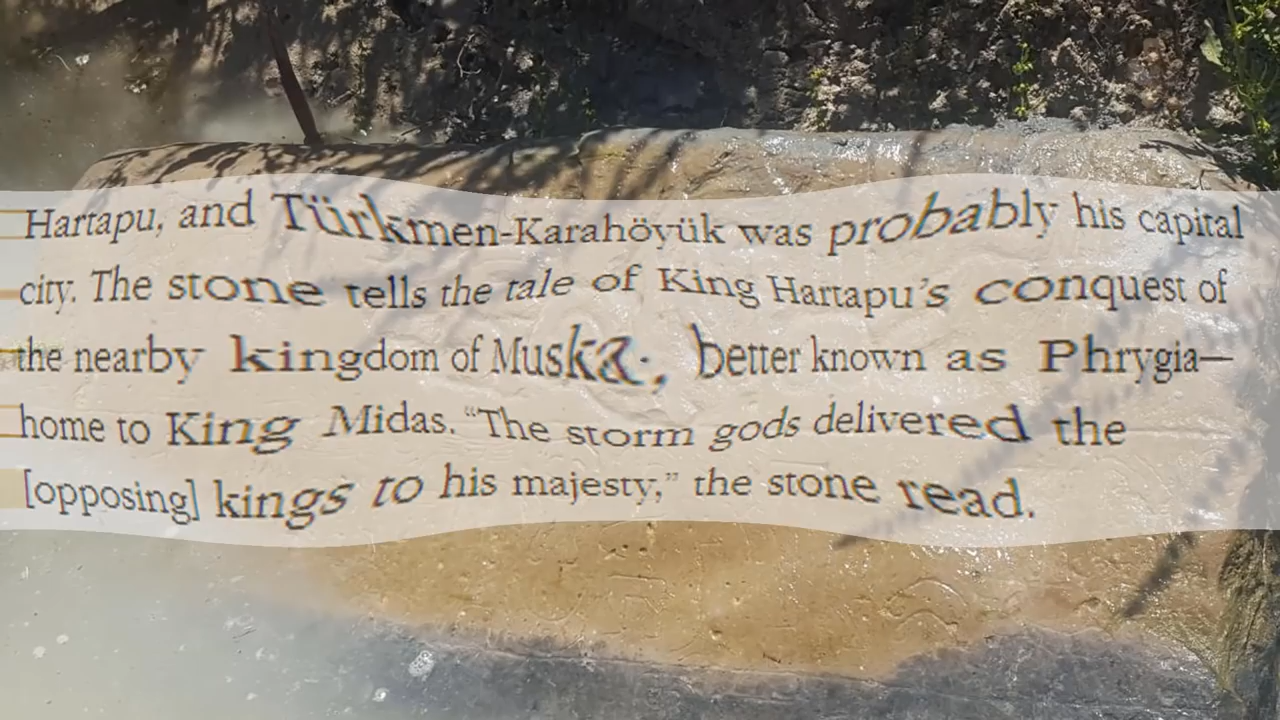 Hartapu, and Türkmen-Karahöyük was probably his capital
city. The stone tells the tale of King Hartapu's conquest of
the nearby kingdom of Muska, better known as Phrygia—
home to King Midas. “The storm gods delivered the
[opposing] kings to his majesty,” the stone read.